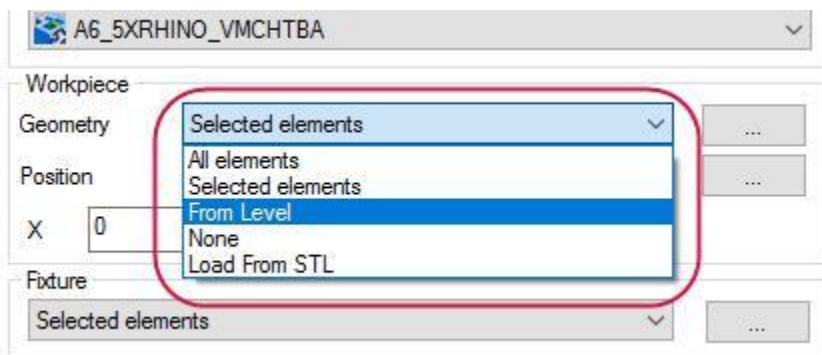 A6_5XRHINO_VMCHTBA
Workpiece
Geometry Selected elements ...
All elements
Position Selected elements ...
From Level
X 0 None
Load From STL
Fixture
Selected elements ...